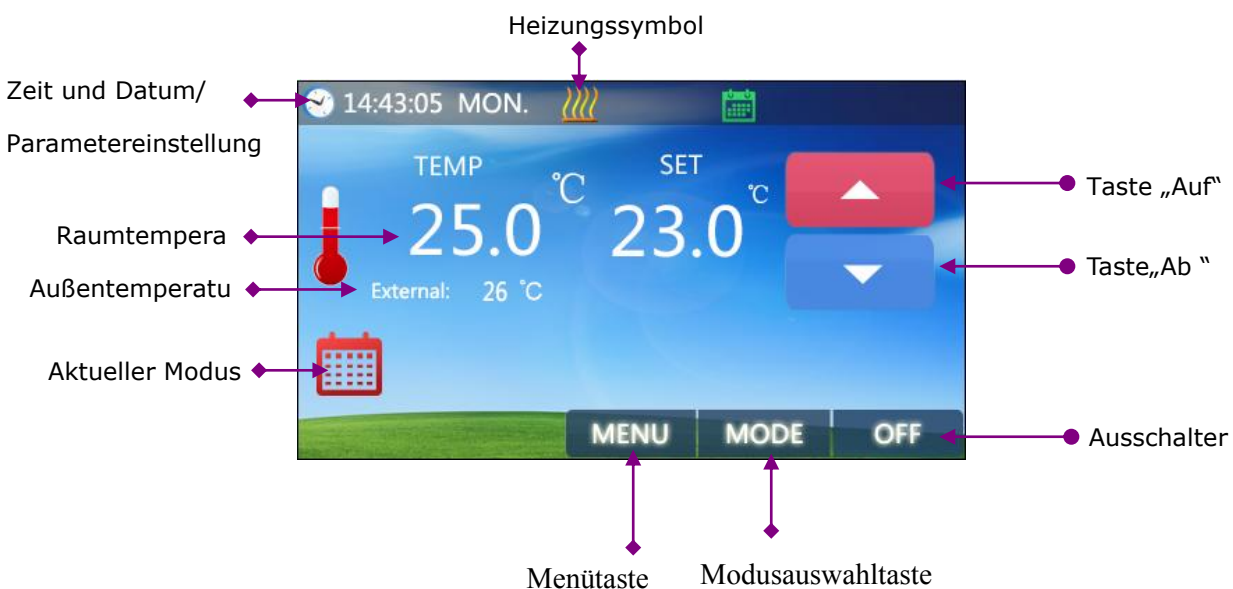 Heizungssymbol
Zeit und Datum/
Parametereinstellung
14:43:05 MON.
TEMP
SET
°C
°C
25.0
23.0
Taste „Auf“
Raumtempera
Taste„Ab “
Außentemperatu
External: 26 °C
Aktueller Modus
MENU MODE OFF
Ausschalter
Menütaste
Modusauswahltaste